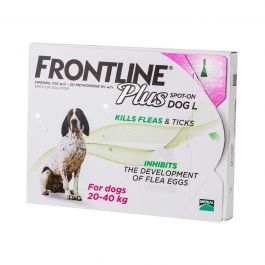 FRONTLINE
Plus SPOT-ON
DOG L
KILLS FLEAS & TICKS
INHIBITS
THE DEVELOPMENT
OF FLEA EGGS
For dogs
20-40 kg